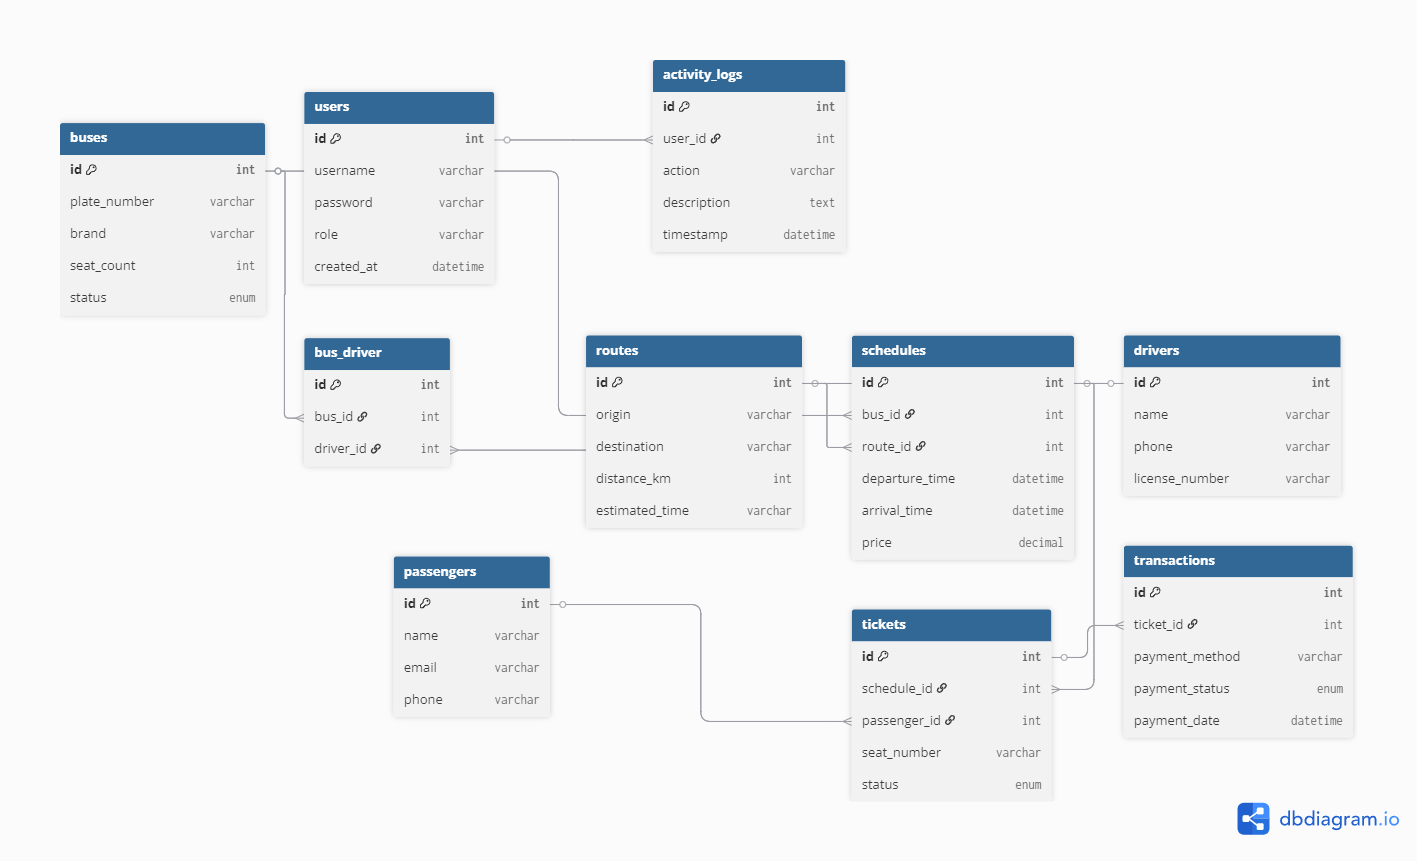 activity_logs
id int
user_id int
action varchar
description text
timestamp datetime
users
id int
username varchar
password varchar
role varchar
created_at datetime
buses
id int
plate_number varchar
brand varchar
seat_count int
status enum
bus_driver
id int
bus_id int
driver_id int
routes
id int
origin varchar
destination varchar
distance_km int
estimated_time varchar
schedules
id int
bus_id int
route_id int
departure_time datetime
arrival_time datetime
price decimal
drivers
id int
name varchar
phone varchar
license_number varchar
passengers
id int
name varchar
email varchar
phone varchar
tickets
id int
schedule_id int
passenger_id int
seat_number varchar
status enum
transactions
id int
ticket_id int
payment_method varchar
payment_status enum
payment_date datetime
dbdiagram.io